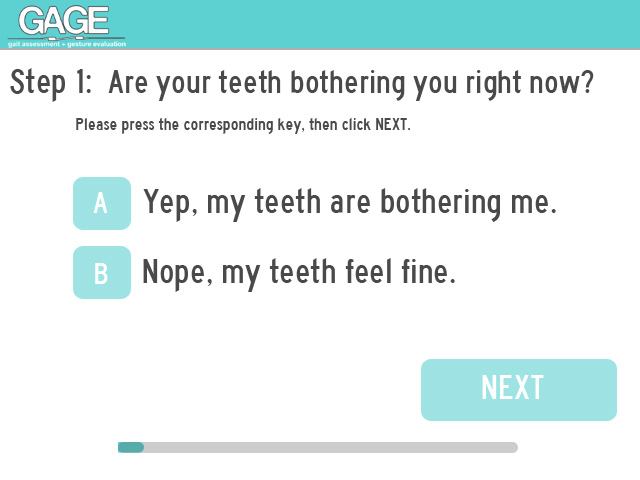 GAGE
gait assessment + gesture evaluation
Step 1: Are your teeth bothering you right now?
Please press the corresponding key, then click NEXT.
A Yep, my teeth are bothering me.
B Nope, my teeth feel fine.
NEXT